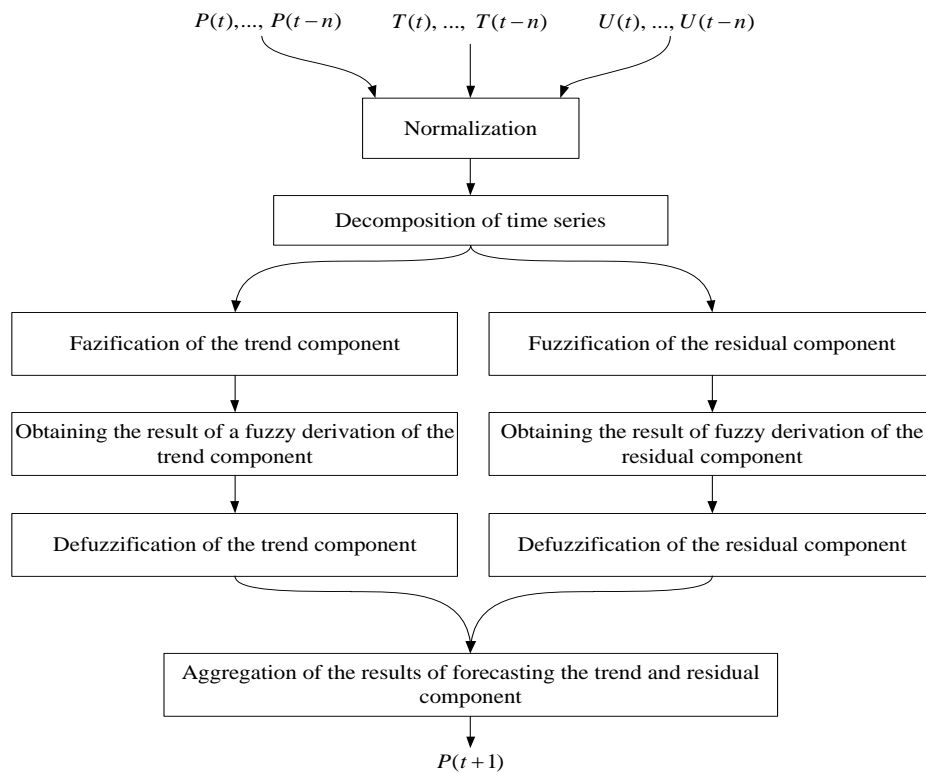 P(t),..., P(t−n)
T(t), ..., T(t−n)
U(t), ..., U(t−n)
Normalization
Decomposition of time series
Fazification of the trend component
Fuzzification of the residual component
Obtaining the result of a fuzzy derivation of the
trend component
Obtaining the result of fuzzy derivation of the
residual component
Defuzzification of the trend component
Defuzzification of the residual component
Aggregation of the results of forecasting the trend and residual
component
P(t+1)